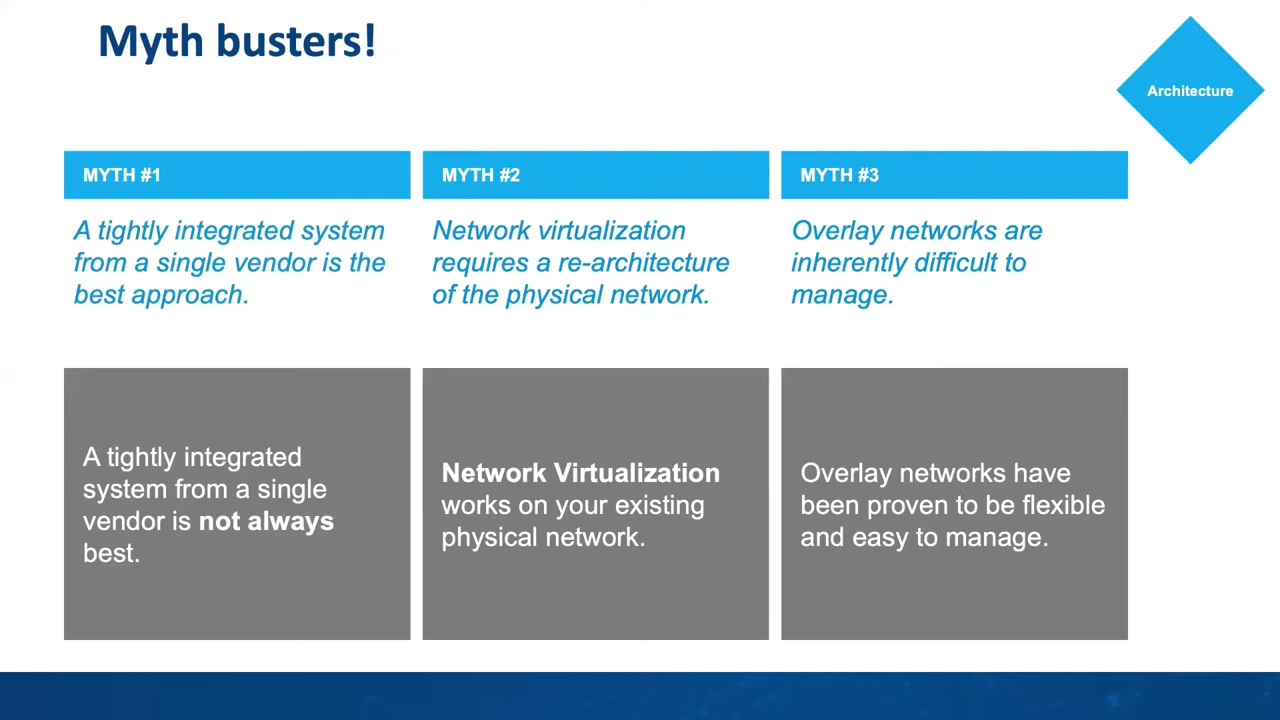 Myth busters!
Architecture
MYTH #1
A tightly integrated system
from a single vendor is the
best approach.
A tightly integrated
system from a single
vendor is not always
best.
MYTH #2
Network virtualization
requires a re-architecture
of the physical network.
Network Virtualization
works on your existing
physical network.
MYTH #3
Overlay networks are
inherently difficult to
manage.
Overlay networks have
been proven to be flexible
and easy to manage.